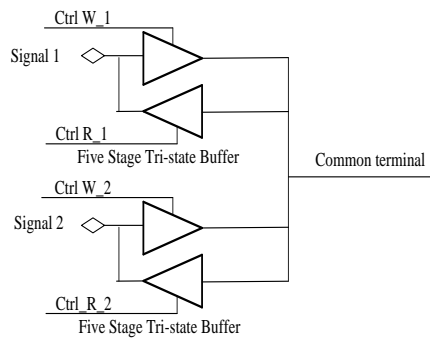 Ctrl W_1
Signal 1
Ctrl R_1
Five Stage Tri-state Buffer
Common terminal
Ctrl W_2
Signal 2
Ctrl_R_2
Five Stage Tri-state Buffer